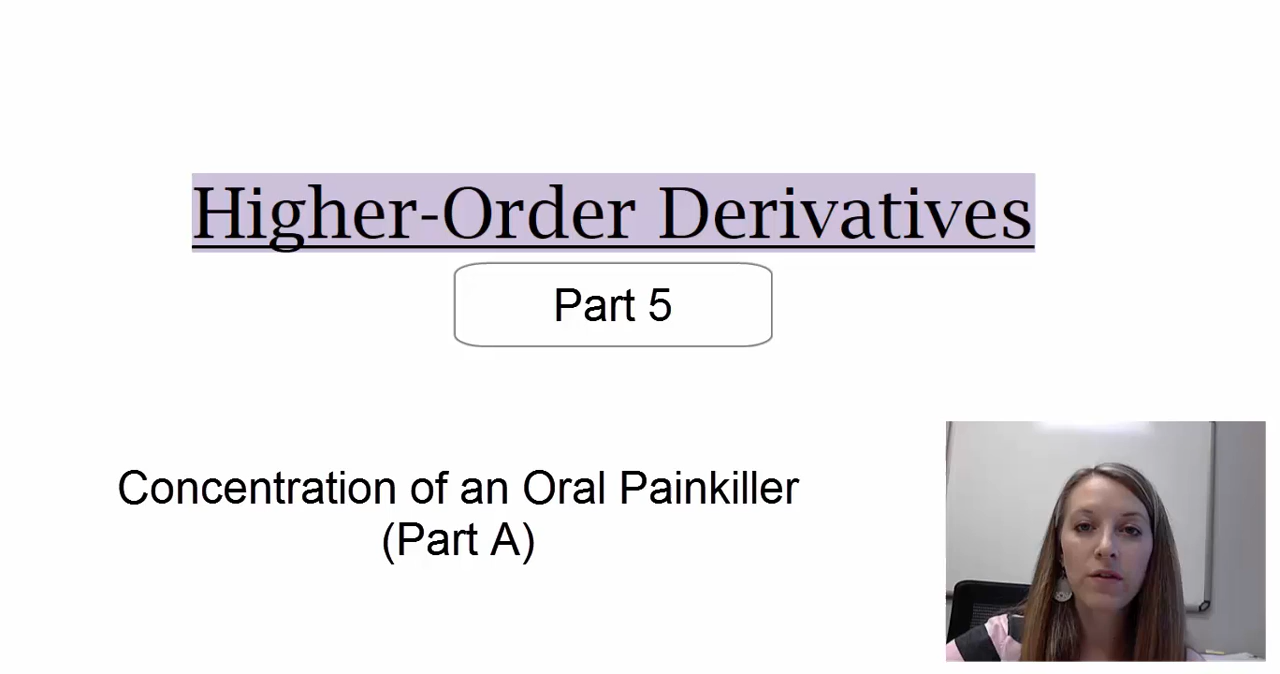 Higher-Order Derivatives
Part 5
Concentration of an Oral Painkiller
(Part A)